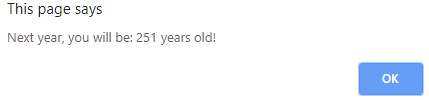 This page says
Next year, you will be: 251 years old!
OK